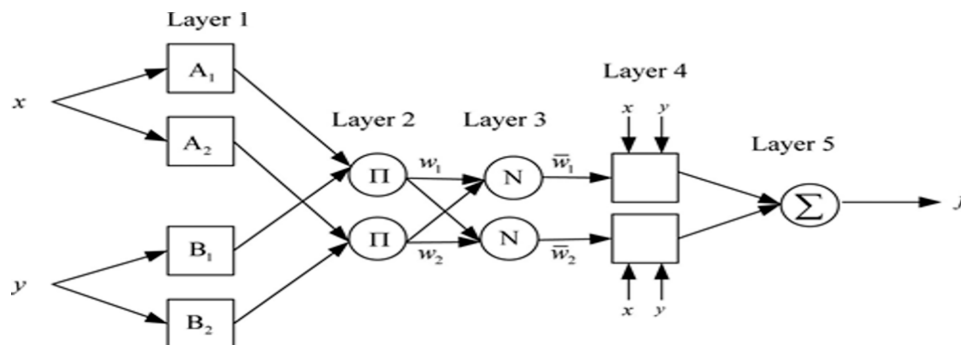 Layer 1
A₁
x
Layer 4
x y
Layer 2
Layer 3
A₂
Layer 5
w₁
w̅₁
Π
N
Σ
B₁
Π
N
w₂
w̅₂
y
x y
B₂